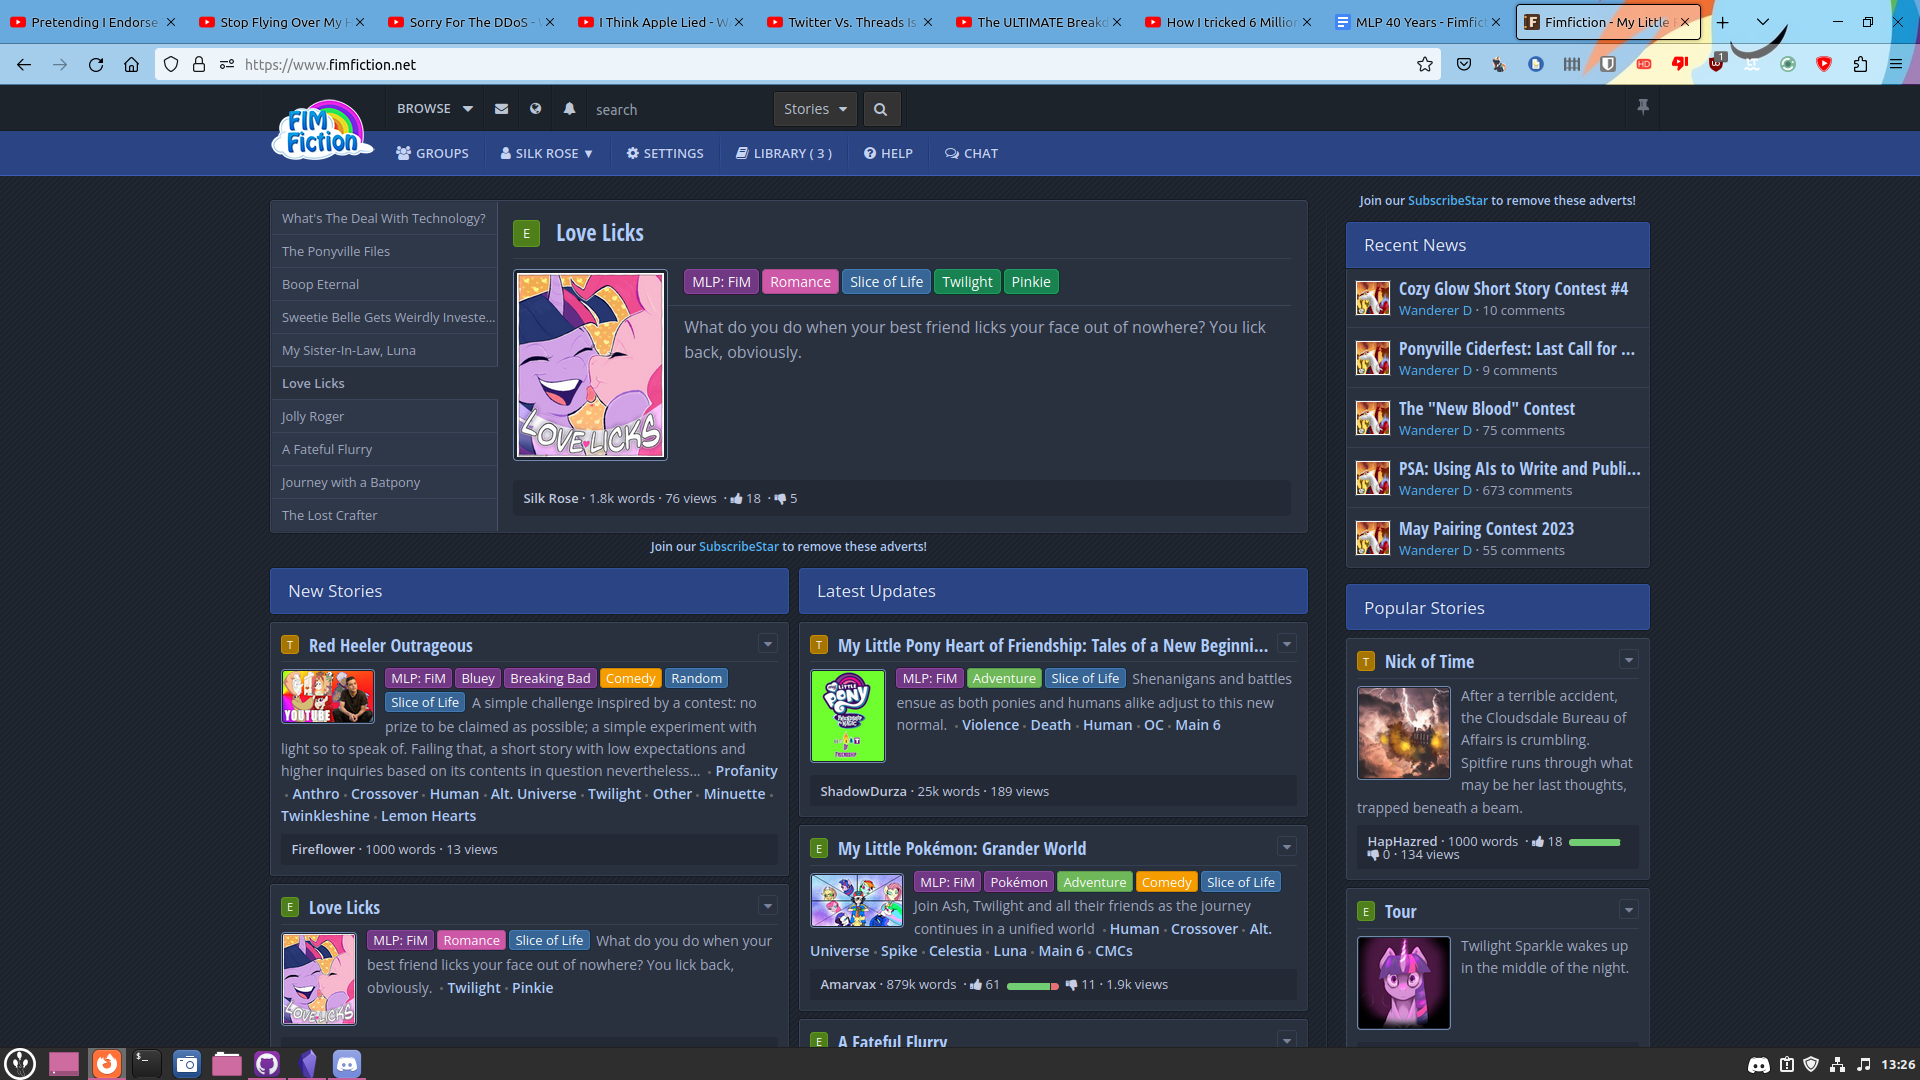 Pretending I Endorse
Stop Flying Over My H
Sorry For The DDoS - 
I Think Apple Lied - WA
Twitter Vs. Threads Is
The ULTIMATE Breakd
How I tricked 6 Million
MLP 40 Years - Fimfict
Fimfiction - My Little
https://www.fimfiction.net
HD
1
FIM Fiction
BROWSE
search
Stories
GROUPS
SILK ROSE ▼
SETTINGS
LIBRARY ( 3 )
HELP
CHAT
What's The Deal With Technology?
The Ponyville Files
Boop Eternal
Sweetie Belle Gets Weirdly Investe...
My Sister-In-Law, Luna
Love Licks
Jolly Roger
A Fateful Flurry
Journey with a Batpony
The Lost Crafter
E Love Licks
MLP: FiM Romance Slice of Life Twilight Pinkie
What do you do when your best friend licks your face out of nowhere? You lick
back, obviously.
LOVE LICKS
Silk Rose · 1.8k words · 76 views · 18 · 5
Join our SubscribeStar to remove these adverts!
New Stories
T Red Heeler Outrageous
YOUTUBE
MLP: FiM Bluey Breaking Bad Comedy Random
Slice of Life A simple challenge inspired by a contest: no
prize to be claimed as possible; a simple experiment with
light so to speak of. Failing that, a short story with low expectations and
higher inquiries based on its contents in question nevertheless... · Profanity
· Anthro · Crossover · Human · Alt. Universe · Twilight · Other · Minuette ·
Twinkleshine · Lemon Hearts
Fireflower · 1000 words · 13 views
E Love Licks
MLP: FiM Romance Slice of Life What do you do when your
best friend licks your face out of nowhere? You lick back,
obviously. · Twilight · Pinkie
LOVE LICKS
Latest Updates
T My Little Pony Heart of Friendship: Tales of a New Beginni...
MLP: FiM Adventure Slice of Life Shenanigans and battles
ensue as both ponies and humans alike adjust to this new
normal. · Violence · Death · Human · OC · Main 6
ShadowDurza · 25k words · 189 views
E My Little Pokémon: Grander World
MLP: FiM Pokémon Adventure Comedy Slice of Life
Join Ash, Twilight and all their friends as the journey
continues in a unified world · Human · Crossover · Alt.
Universe · Spike · Celestia · Luna · Main 6 · CMCs
Amarvax · 879k words · 61 11 · 1.9k views
E A Fateful Flurry
Join our SubscribeStar to remove these adverts!
Recent News
Cozy Glow Short Story Contest #4
Wanderer D · 10 comments
Ponyville Ciderfest: Last Call for ...
Wanderer D · 9 comments
The "New Blood" Contest
Wanderer D · 75 comments
PSA: Using AIs to Write and Publi...
Wanderer D · 673 comments
May Pairing Contest 2023
Wanderer D · 55 comments
Popular Stories
T Nick of Time
After a terrible accident,
the Cloudsdale Bureau of
Affairs is crumbling.
Spitfire runs through what
may be her last thoughts,
trapped beneath a beam.
HapHazred · 1000 words · 18
0 · 134 views
E Tour
Twilight Sparkle wakes up
in the middle of the night.
13:26